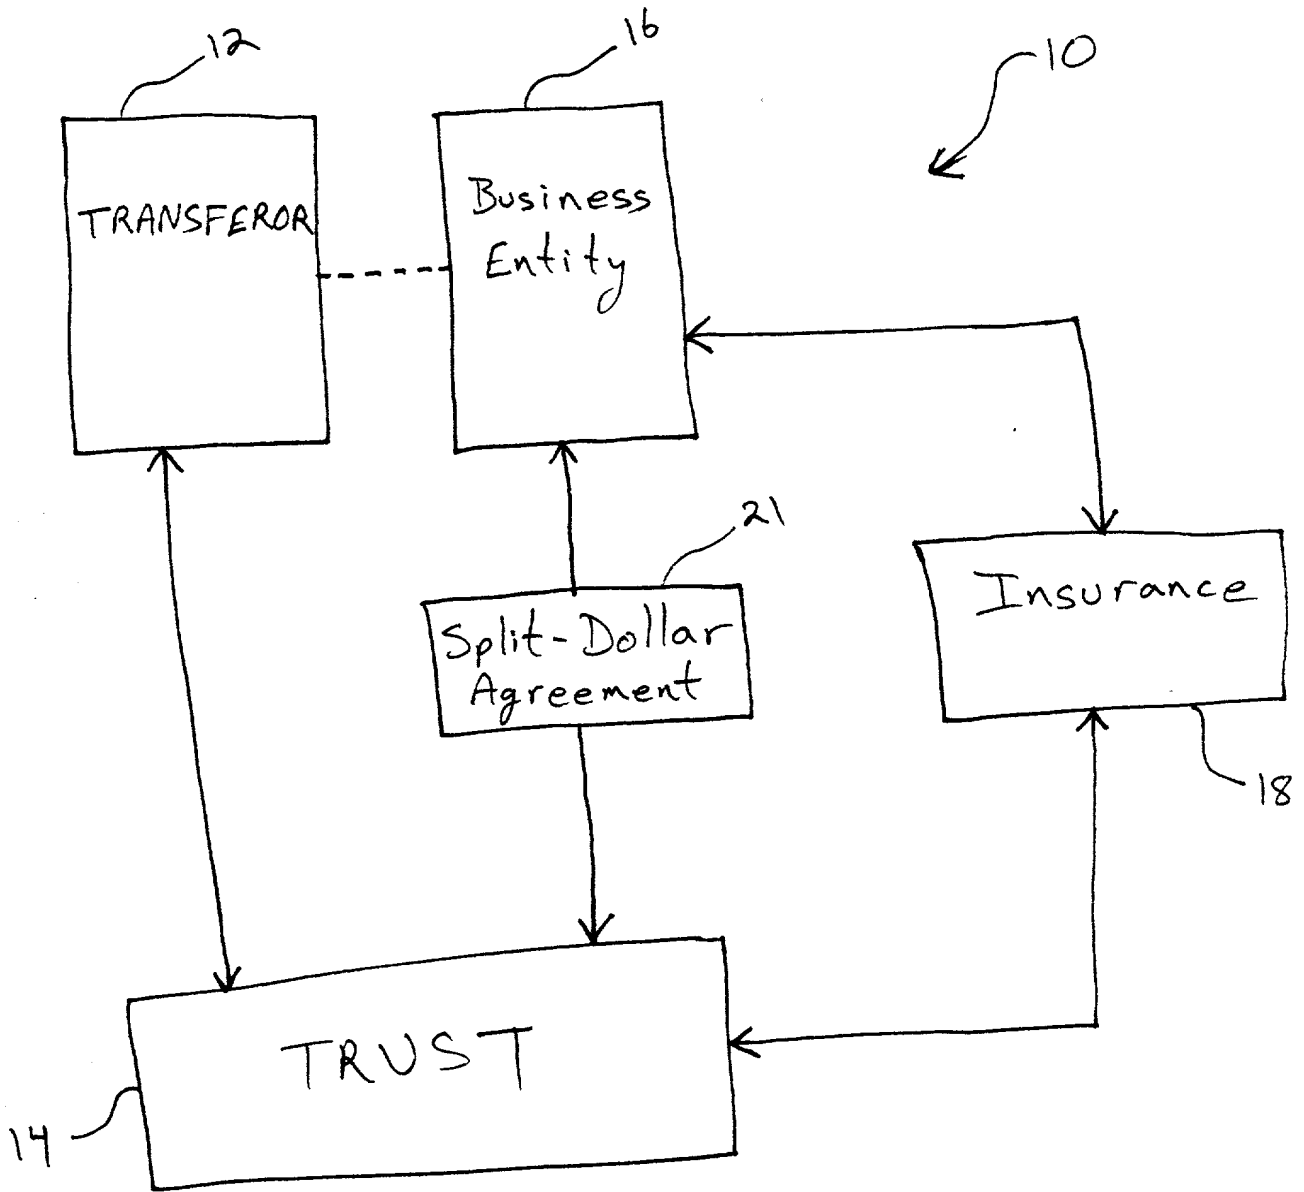 12
16
10
TRANSFEROR
Business
Entity
21
Split-Dollar
Agreement
Insurance
18
TRUST
14